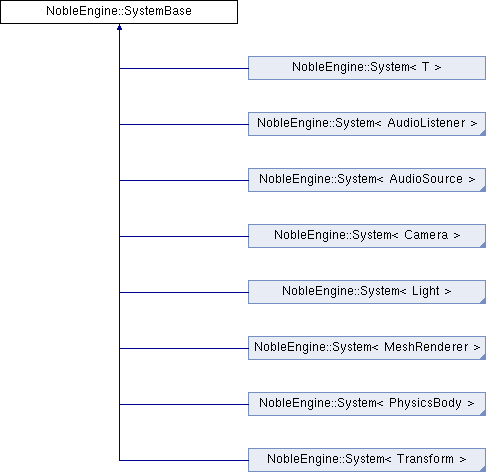 NobleEngine::SystemBase
NobleEngine::System< T >
NobleEngine::System< AudioListener >
NobleEngine::System< AudioSource >
NobleEngine::System< Camera >
NobleEngine::System< Light >
NobleEngine::System< MeshRenderer >
NobleEngine::System< PhysicsBody >
NobleEngine::System< Transform >